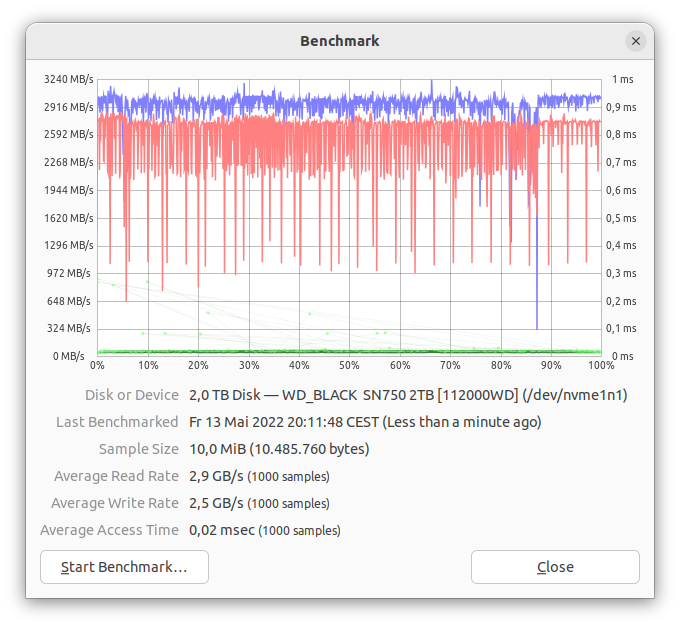 Benchmark
3240 MB/s 1 ms
2916 MB/s 0,9 ms
2592 MB/s 0,8 ms
2268 MB/s 0,7 ms
1944 MB/s 0,6 ms
1620 MB/s 0,5 ms
1296 MB/s 0,4 ms
972 MB/s 0,3 ms
648 MB/s 0,2 ms
324 MB/s 0,1 ms
0 MB/s 0 ms
0% 10% 20% 30% 40% 50% 60% 70% 80% 90% 100%
Disk or Device 2,0 TB Disk — WD_BLACK SN750 2TB [112000WD] (/dev/nvme1n1)
Last Benchmarked Fr 13 Mai 2022 20:11:48 CEST (Less than a minute ago)
Sample Size 10,0 MiB (10.485.760 bytes)
Average Read Rate 2,9 GB/s (1000 samples)
Average Write Rate 2,5 GB/s (1000 samples)
Average Access Time 0,02 msec (1000 samples)
Start Benchmark… Close